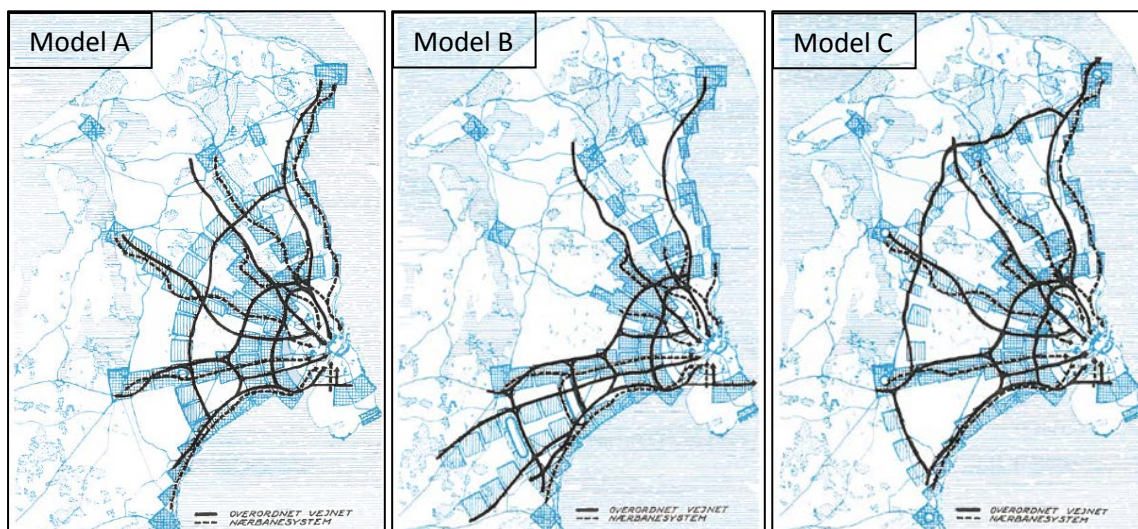 Model A
OVERORDNET VEJNET
NÆRBANESYSTEM
Model B
OVERORDNET VEJNET
NÆRBANESYSTEM
Model C
OVERORDNET VEJNET
NÆRBANESYSTEM